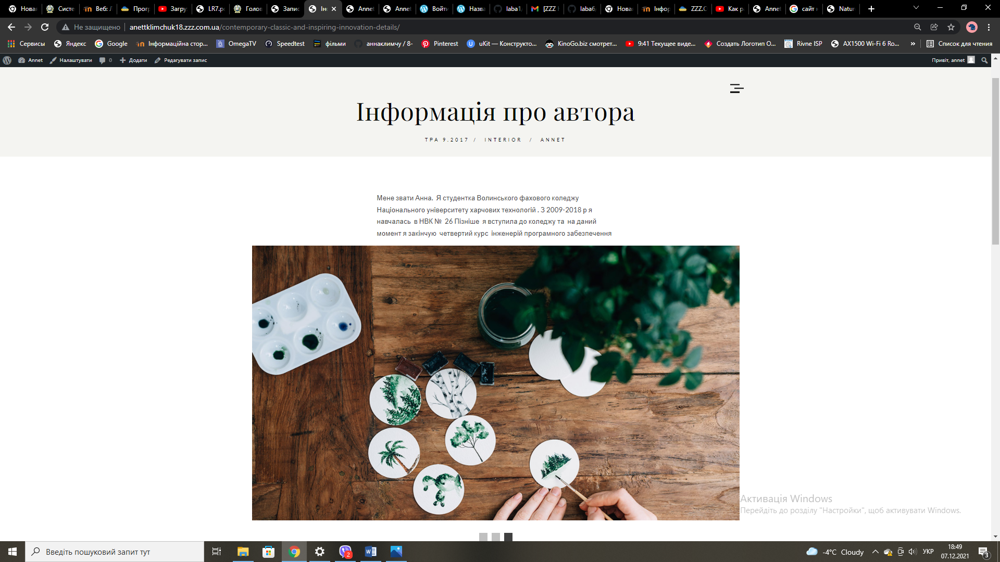 Нова
Систе
Веб: Л
Прогр
Загру
LR7.p
Голов
Запис
Інс
Annet
Annet
Войти
Назва
laba1
[ZZZ
laba6
Нова
Інфор
ZZZ.C
Как р
Annet
сайт
Natur
Не защищено
anettklimchuk18.zzz.com.ua/contemporary-classic-and-inspiring-innovation-details/
Сервисы
Яндекс
Google
Інформаційна стор...
OmegaTV
Speedtest
фільми
аннаклимчу / 8-
Pinterest
uKit — Конструкто...
KinoGo.biz смотрет...
9:41 Текущее виде...
Создать Логотип О...
Rivne ISP
AX1500 Wi-Fi 6 Ro...
»
Список для чтения
Annet
Налаштувати
0
Додати
Редагувати запис
Привіт, annet
Інформація про автора
ТРА 9.2017 / INTERIOR / ANNET
Мене звати Анна. Я студентка Волинського фахового коледжу
Національного університету харчових технологій . З 2009-2018 р я
навчалась в НВК № 26 Пізніше я вступила до коледжу та на даний
момент я закінчую четвертий курс інженерій програмного забезпечення
Активація Windows
Перейдіть до розділу "Настройки", щоб активувати Windows.
Введіть пошуковий запит тут
2
-4°C Cloudy
УКР
18:49
07.12.2021
3